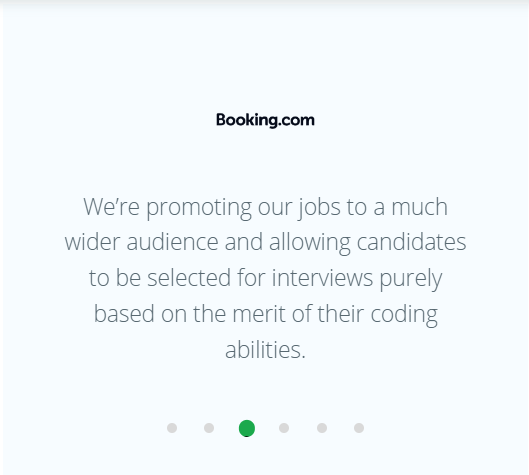 Booking.com
We’re promoting our jobs to a much
wider audience and allowing candidates
to be selected for interviews purely
based on the merit of their coding
abilities.